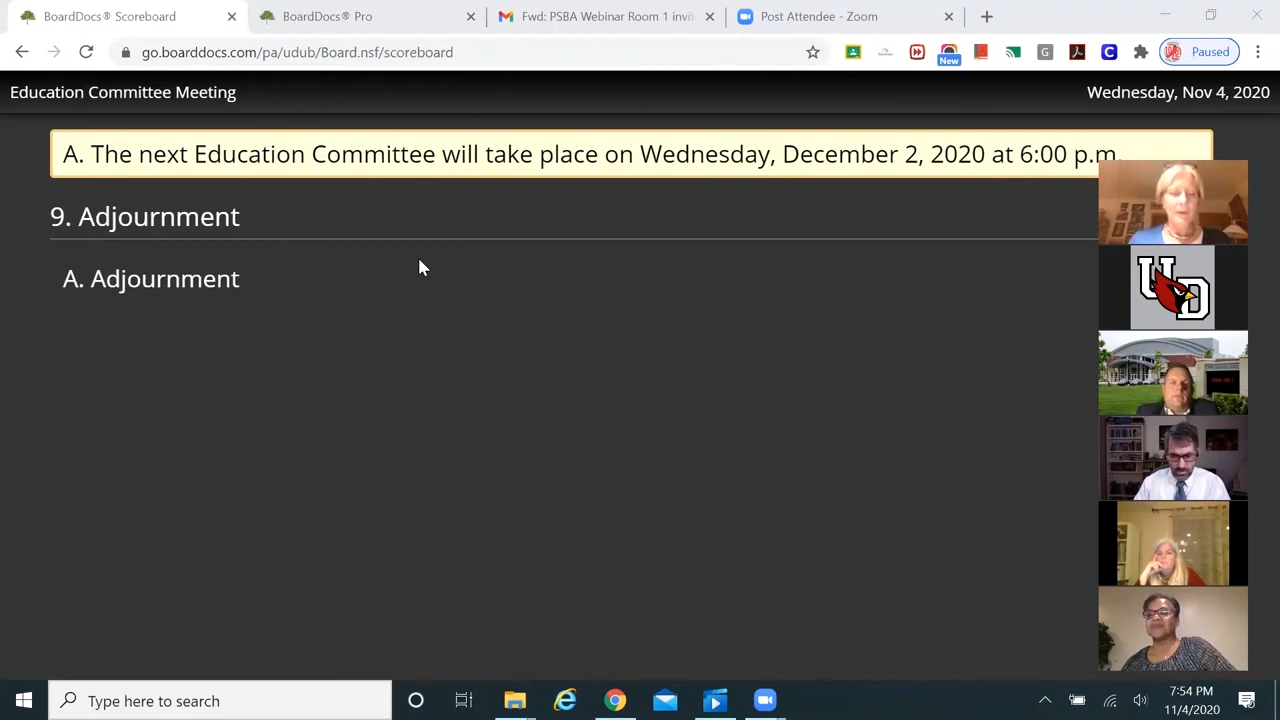 BoardDocs® Scoreboard
BoardDocs® Pro
Fwd: PSBA Webinar Room 1 invit
Post Attendee - Zoom
go.boarddocs.com/pa/udub/Board.nsf/scoreboard
New
G
C
Paused
Education Committee Meeting
Wednesday, Nov 4, 2020
A. The next Education Committee will take place on Wednesday, December 2, 2020 at 6:00 p.m.
9. Adjournment
A. Adjournment
UD
Type here to search
7:54 PM
11/4/2020